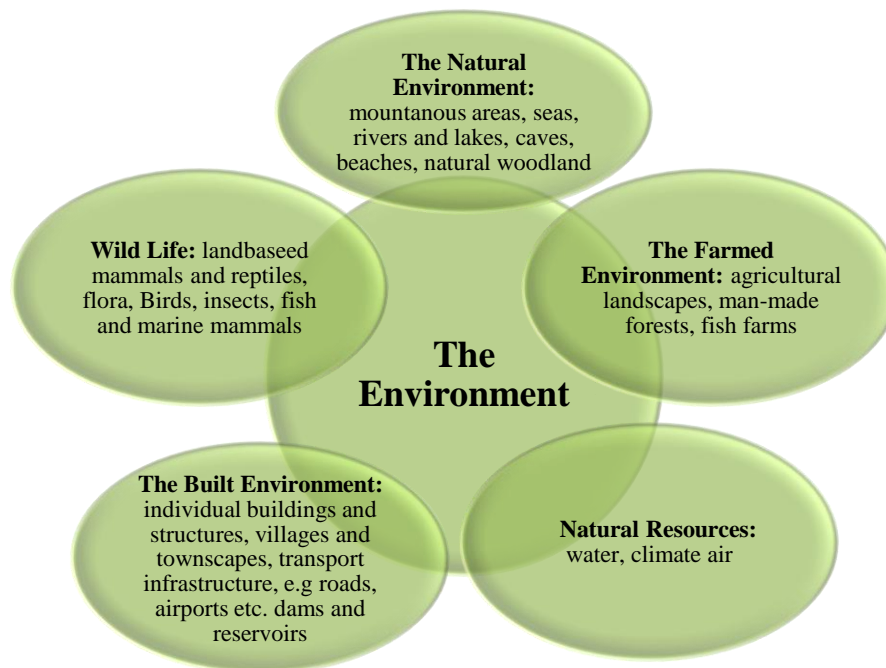 The Natural
Environment:
mountanous areas, seas,
rivers and lakes, caves,
beaches, natural woodland
Wild Life: landbaseed
mammals and reptiles,
flora, Birds, insects, fish
and marine mammals
The Farmed
Environment: agricultural
landscapes, man-made
forests, fish farms
The
Environment
The Built Environment:
individual buildings and
structures, villages and
townscapes, transport
infrastructure, e.g roads,
airports etc. dams and
reservoirs
Natural Resources:
water, climate air